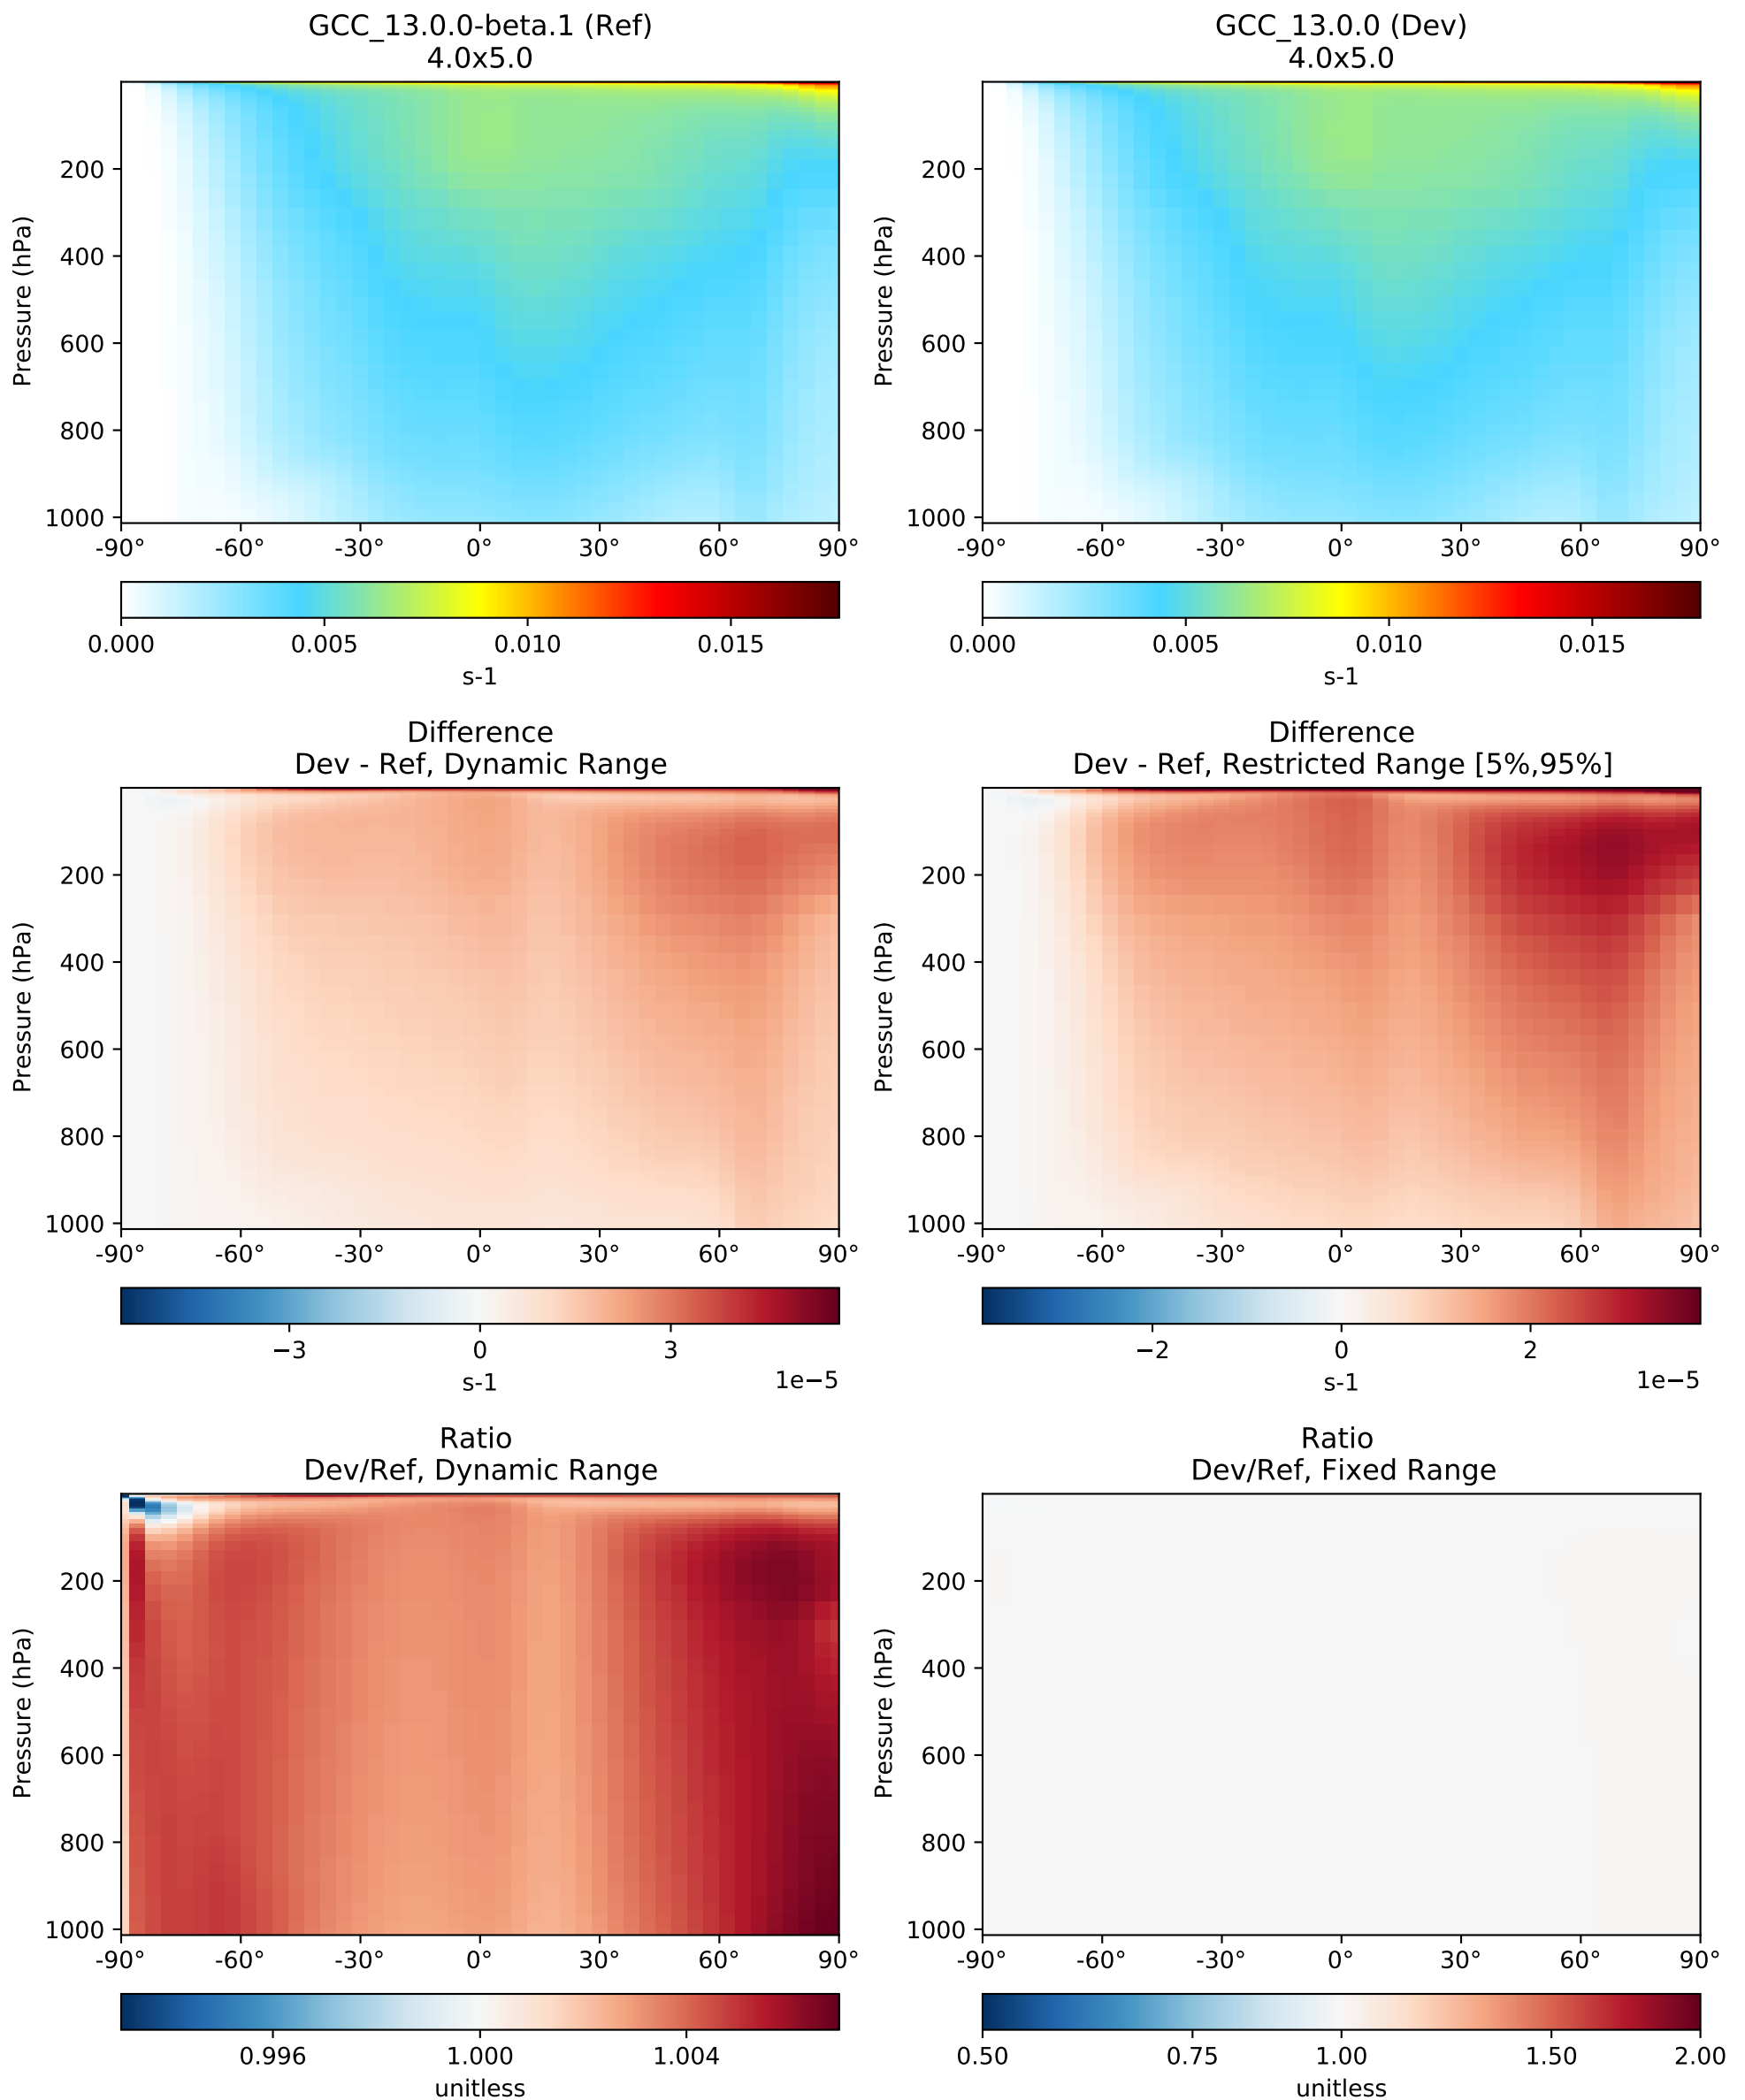 GCC_13.0.0-beta.1 (Ref)
4.0x5.0
Pressure (hPa)
200
400
600
800
1000
-90° -60° -30° 0° 30° 60° 90°
0.000 0.005 0.010 0.015
s-1
GCC_13.0.0 (Dev)
4.0x5.0
Pressure (hPa)
200
400
600
800
1000
-90° -60° -30° 0° 30° 60° 90°
0.000 0.005 0.010 0.015
s-1
Difference
Dev - Ref, Dynamic Range
Pressure (hPa)
200
400
600
800
1000
-90° -60° -30° 0° 30° 60° 90°
−3 0 3
1e−5
s-1
Difference
Dev - Ref, Restricted Range [5%,95%]
Pressure (hPa)
200
400
600
800
1000
-90° -60° -30° 0° 30° 60° 90°
−2 0 2
1e−5
s-1
Ratio
Dev/Ref, Dynamic Range
Pressure (hPa)
200
400
600
800
1000
-90° -60° -30° 0° 30° 60° 90°
0.996 1.000 1.004
unitless
Ratio
Dev/Ref, Fixed Range
Pressure (hPa)
200
400
600
800
1000
-90° -60° -30° 0° 30° 60° 90°
0.50 0.75 1.00 1.50 2.00
unitless